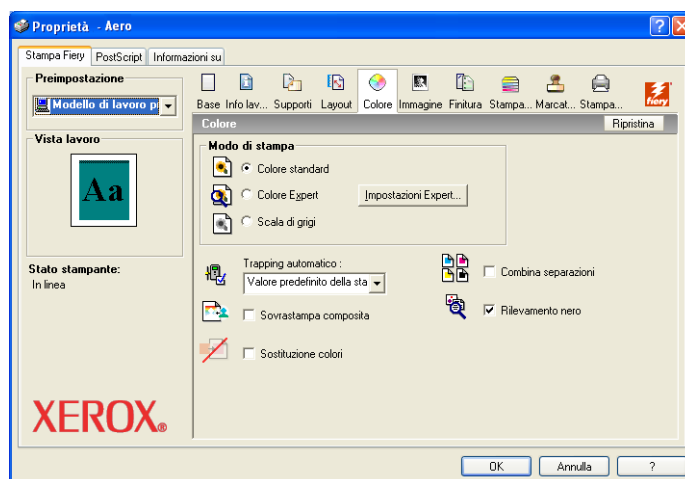 Proprietà - Aero
Stampa Fiery PostScript Informazioni su
Preimpostazione
Modello di lavoro pr
Base Info lav... Supporti Layout Colore Immagine Finitura Stampa... Marcat... Stampa...
fiery
Colore Ripristina
Vista lavoro
Aa
Modo di stampa
Colore standard
Colore Expert Impostazioni Expert...
Scala di grigi
Stato stampante:
In linea
Trapping automatico :
Valore predefinito della sta
Combina separazioni
Sovrastampa composita
Rilevamento nero
Sostituzione colori
XEROX®
OK Annulla ?